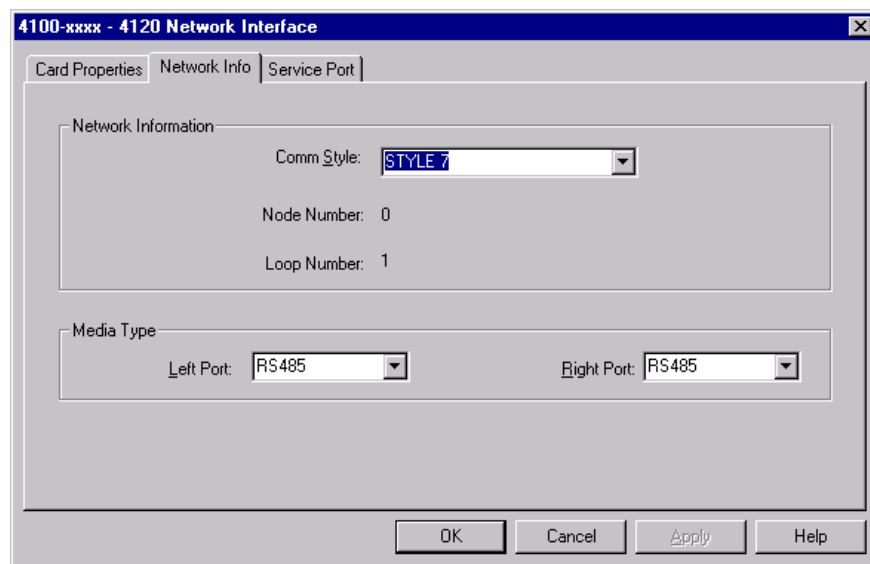 4100-xxxx - 4120 Network Interface
Card Properties Network Info Service Port
Network Information
Comm Style: STYLE 7
Node Number: 0
Loop Number: 1
Media Type
Left Port: RS485 Right Port: RS485
OK Cancel Apply Help